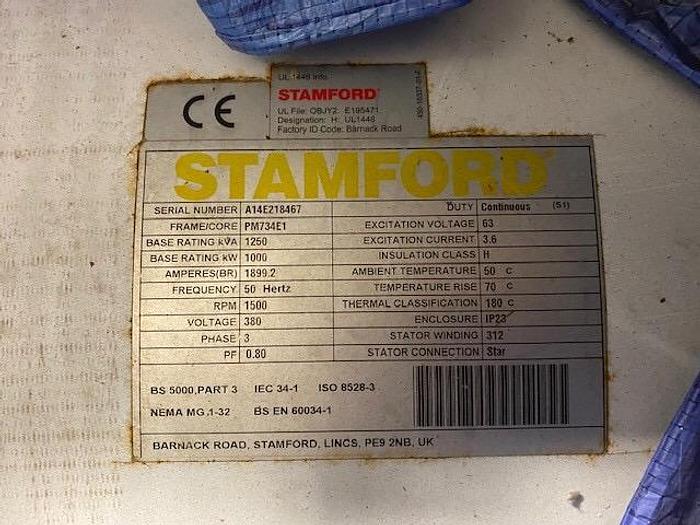 UL 1446 Info.
CE
STAMFORD
UL File: OBJY2. E195471
Designation: H: UL1446
Factory ID Code: Barnack Road
STAMFORD
SERIAL NUMBER A14E218467 DUTY Continuous (S1)
FRAME/CORE PM734E1 EXCITATION VOLTAGE 63
BASE RATING kVA 1250 EXCITATION CURRENT 3.6
BASE RATING kW 1000 INSULATION CLASS H
AMPERES(BR) 1899.2 AMBIENT TEMPERATURE 50 C
FREQUENCY 50 Hertz TEMPERATURE RISE 70 C
RPM 1500 THERMAL CLASSIFICATION 180 C
VOLTAGE 380 ENCLOSURE IP23
PHASE 3 STATOR WINDING 312
PF 0.80 STATOR CONNECTION Star
BS 5000,PART 3 IEC 34-1 ISO 8528-3
NEMA MG.1-32 BS EN 60034-1
BARNACK ROAD, STAMFORD, LINCS, PE9 2NB, UK